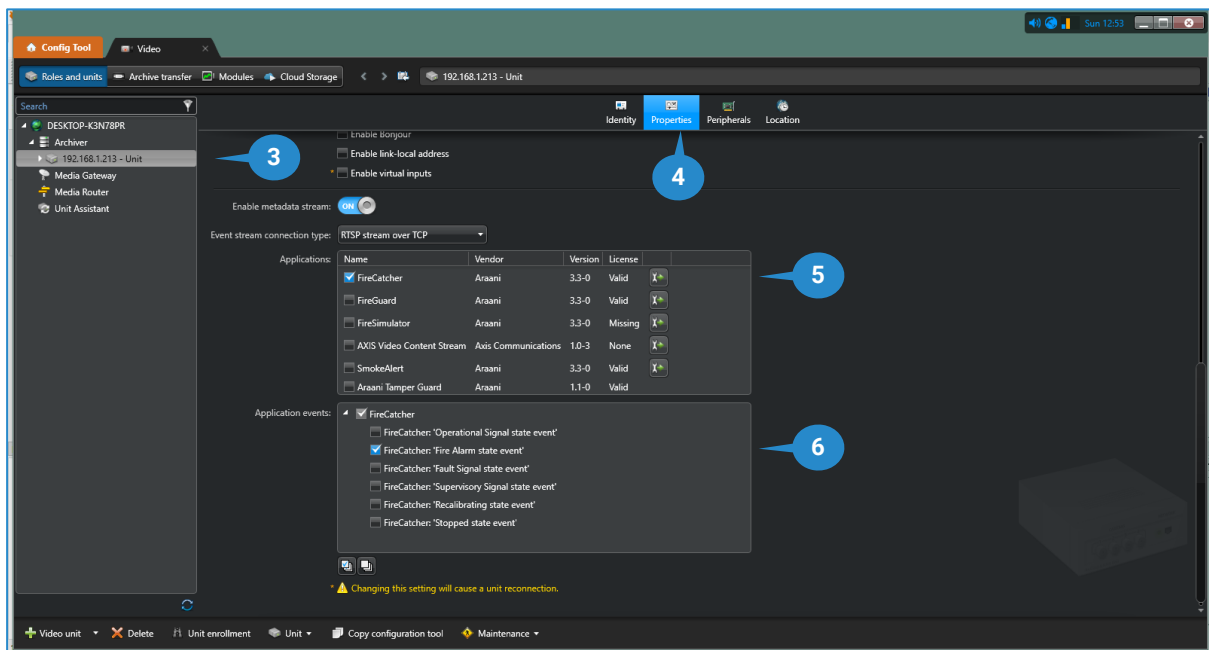 Sun 12:53
Config Tool
Video
Roles and units
Archive transfer
Modules
Cloud Storage
192.168.1.213 - Unit
Search
DESKTOP-K3N78PR
Archiver
192.168.1.213 - Unit
Media Gateway
Media Router
Unit Assistant
Identity
Properties
Peripherals
Location
3
4
Enable Bonjour
Enable link-local address
* Enable virtual inputs
Enable metadata stream: ON
Event stream connection type: RTSP stream over TCP
Applications: Name Vendor Version License
FireCatcher Araani 3.3-0 Valid
5
FireGuard Araani 3.3-0 Valid
FireSimulator Araani 3.3-0 Missing
AXIS Video Content Stream Axis Communications 1.0-3 None
SmokeAlert Araani 3.3-0 Valid
Araani Tamper Guard Araani 1.1-0 Valid
Application events: FireCatcher
FireCatcher: 'Operational Signal state event'
FireCatcher: 'Fire Alarm state event'
6
FireCatcher: 'Fault Signal state event'
FireCatcher: 'Supervisory Signal state event'
FireCatcher: 'Recalibrating state event'
FireCatcher: 'Stopped state event'
* Changing this setting will cause a unit reconnection.
Video unit
Delete
Unit enrollment
Unit
Copy configuration tool
Maintenance